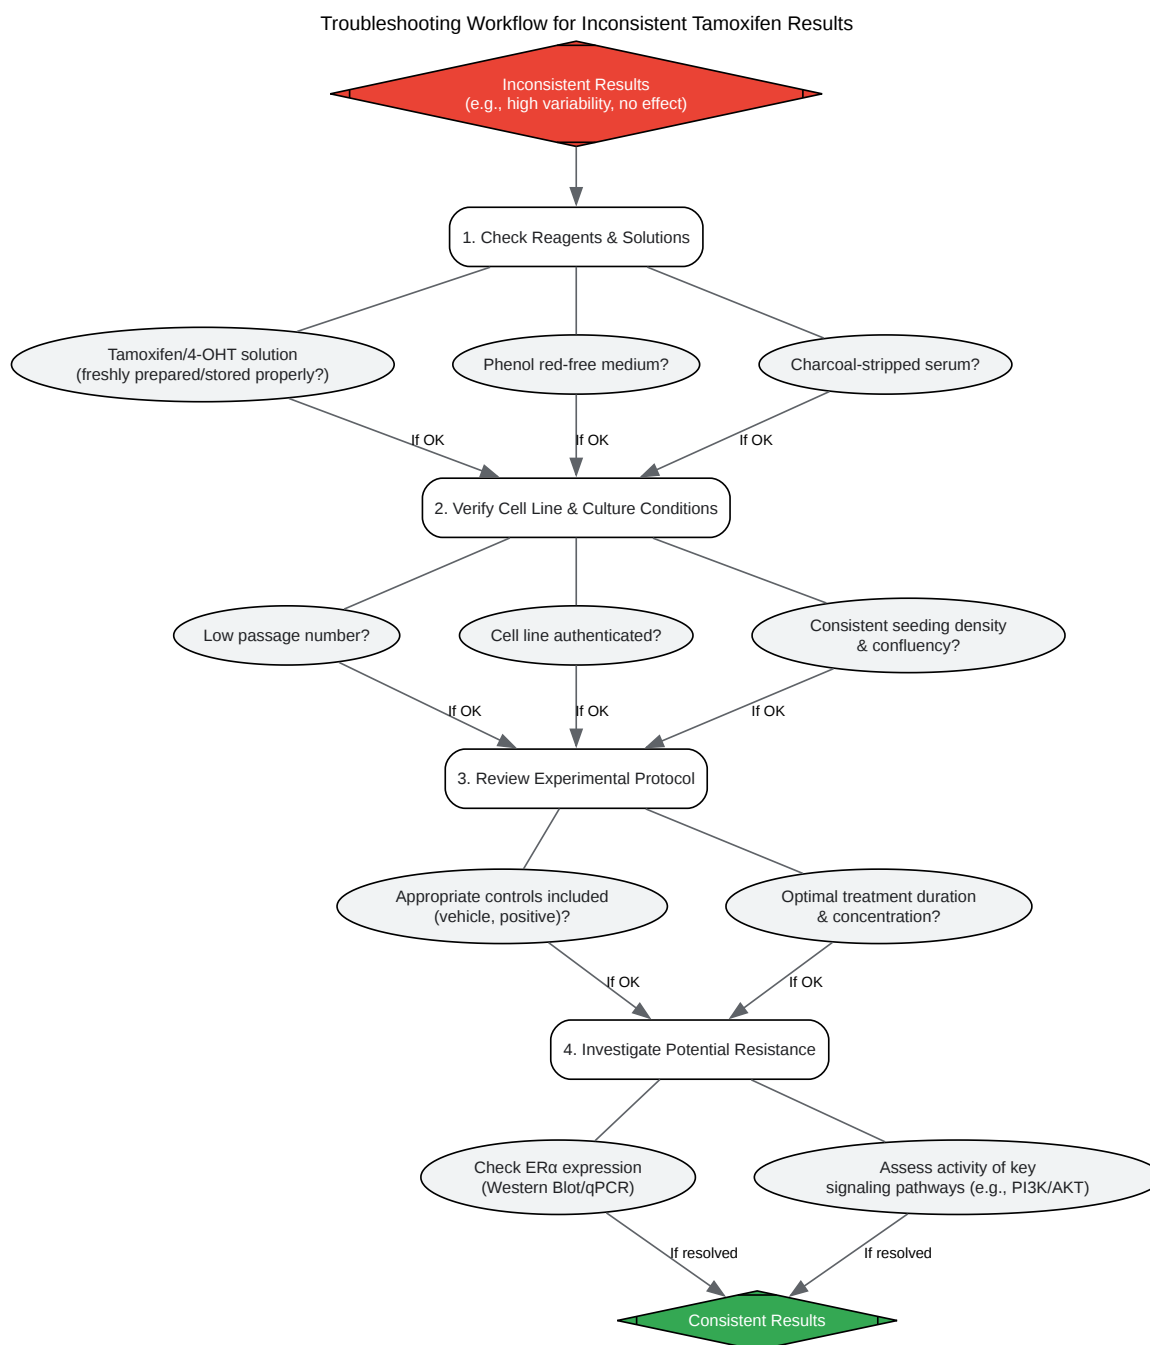 Troubleshooting Workflow for Inconsistent Tamoxifen Results
Inconsistent Results
(e.g., high variability, no effect)
1. Check Reagents & Solutions
Tamoxifen/4-OHT solution
(freshly prepared/stored properly?)
Phenol red-free medium?
Charcoal-stripped serum?
If OK
If OK
If OK
2. Verify Cell Line & Culture Conditions
Low passage number?
Cell line authenticated?
Consistent seeding density
& confluency?
If OK
If OK
If OK
3. Review Experimental Protocol
Appropriate controls included
(vehicle, positive)?
Optimal treatment duration
& concentration?
If OK
If OK
4. Investigate Potential Resistance
Check ERα expression
(Western Blot/qPCR)
Assess activity of key
signaling pathways (e.g., PI3K/AKT)
If resolved
If resolved
Consistent Results